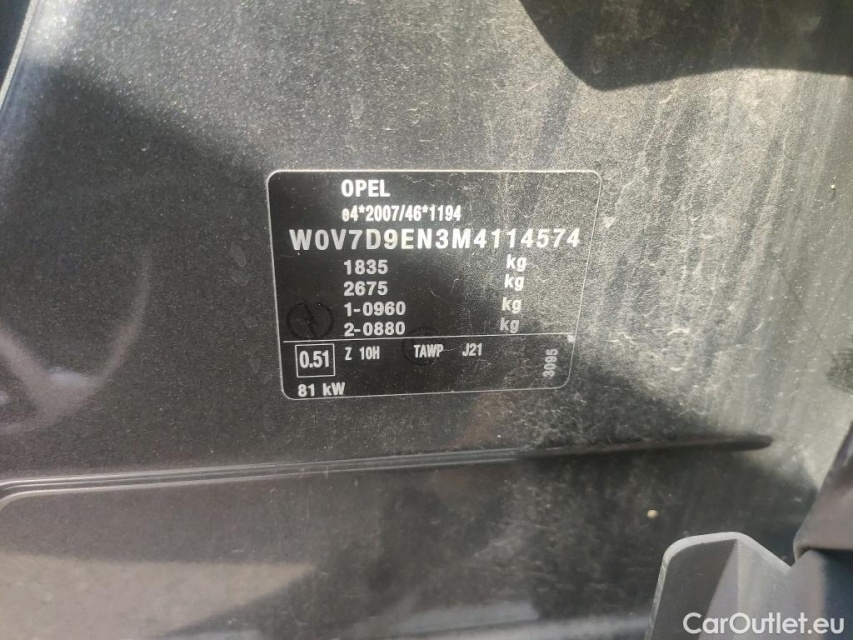 OPEL
e4*2007/46*1194
W0V7D9EN3M4114574
1835 kg
2675 kg
1-0960 kg
2-0880 kg
0.51 Z 10H TAWP J21 3095
81 kW
CarOutlet.eu